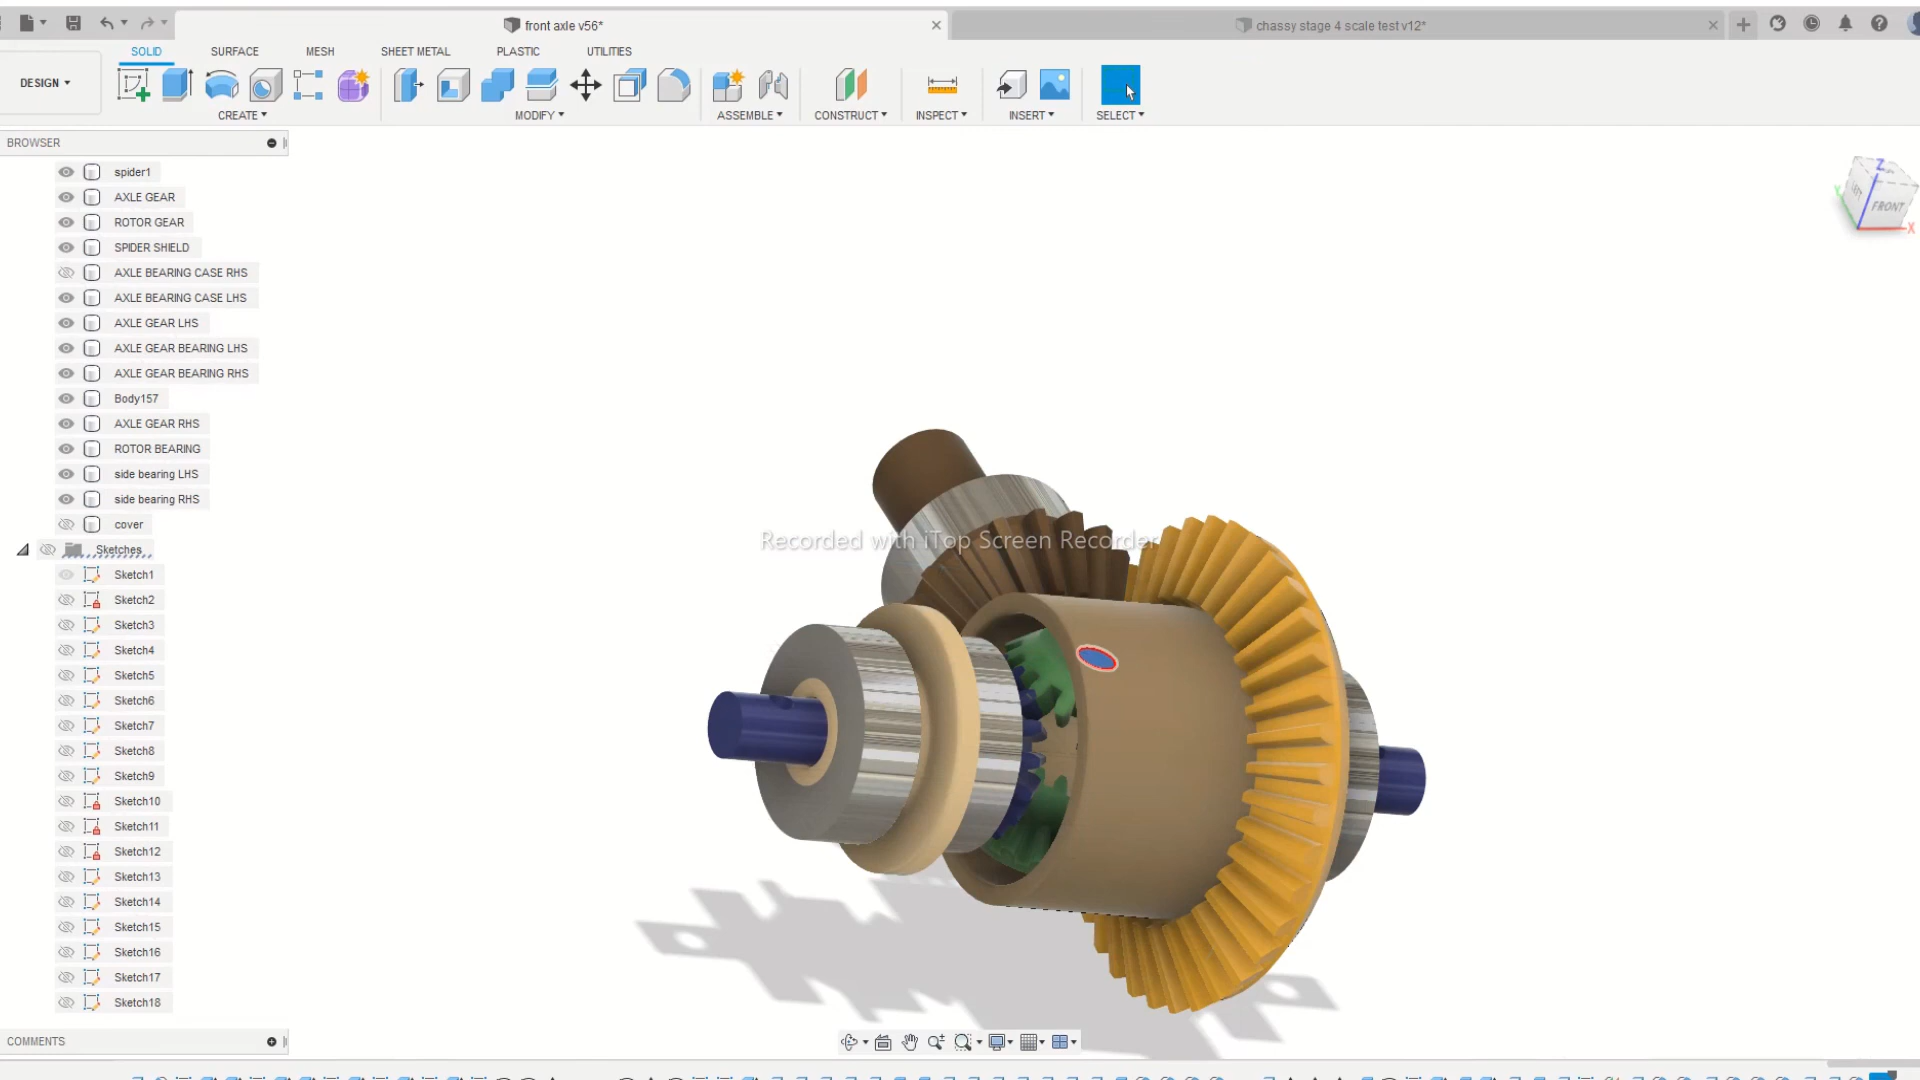 front axle v56*
chassy stage 4 scale test v12*
SOLID SURFACE MESH SHEET METAL PLASTIC UTILITIES
DESIGN
CREATE MODIFY ASSEMBLE CONSTRUCT INSPECT INSERT SELECT
BROWSER
spider1
AXLE GEAR
ROTOR GEAR
SPIDER SHIELD
AXLE BEARING CASE RHS
AXLE BEARING CASE LHS
AXLE GEAR LHS
AXLE GEAR BEARING LHS
AXLE GEAR BEARING RHS
Body157
AXLE GEAR RHS
ROTOR BEARING
side bearing LHS
side bearing RHS
cover
Sketches
Sketch1
Sketch2
Sketch3
Sketch4
Sketch5
Sketch6
Sketch7
Sketch8
Sketch9
Sketch10
Sketch11
Sketch12
Sketch13
Sketch14
Sketch15
Sketch16
Sketch17
Sketch18
COMMENTS
Recorded with iTop Screen Recorder
Z
LEFT
FRONT
Y
X